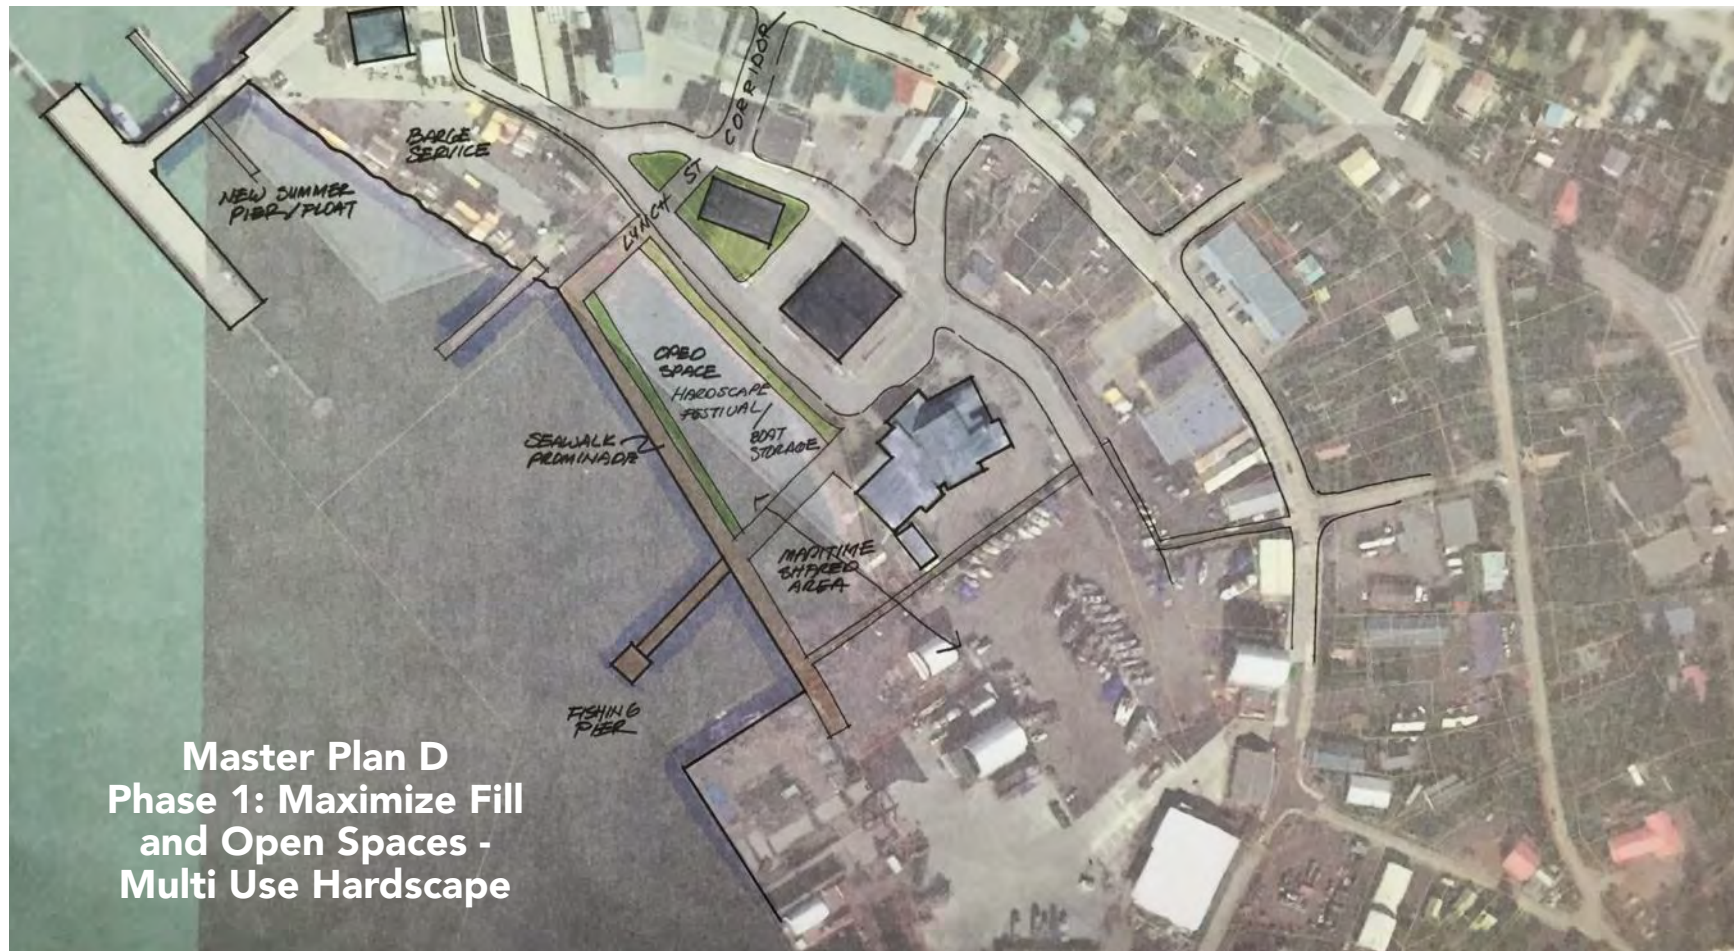 CORRIDOR
BARGE
SERVICE
NEW SUMMER
PIER/FLOAT
LYNCH ST
OPEO
SPACE
HARDSCAPE
FESTIVAL/
BOAT
STORAGE
SEAWALK
PROMINADE
MARITIME
SHARED
AREA
FISHING
PIER
Master Plan D
Phase 1: Maximize Fill
and Open Spaces -
Multi Use Hardscape